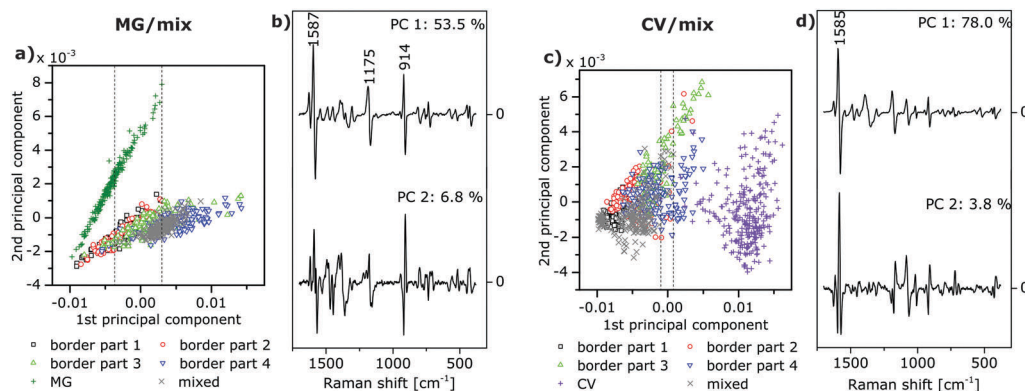 MG/mix
a)
× 10⁻³
8
6
4
2
0
-2
-4
2nd principal component
-0.01
0.00
0.01
1st principal component
□ border part 1
○ border part 2
△ border part 3
▽ border part 4
+ MG
× mixed
b)
PC 1: 53.5 %
1587
1175
914
0
PC 2: 6.8 %
0
1500
1000
500
Raman shift [cm⁻¹]
CV/mix
c)
× 10⁻³
6
4
2
0
-2
-4
2nd principal component
-0.01
0.00
0.01
1st principal component
□ border part 1
○ border part 2
△ border part 3
▽ border part 4
+ CV
× mixed
d)
PC 1: 78.0 %
1585
0
PC 2: 3.8 %
0
1500
1000
500
Raman shift [cm⁻¹]